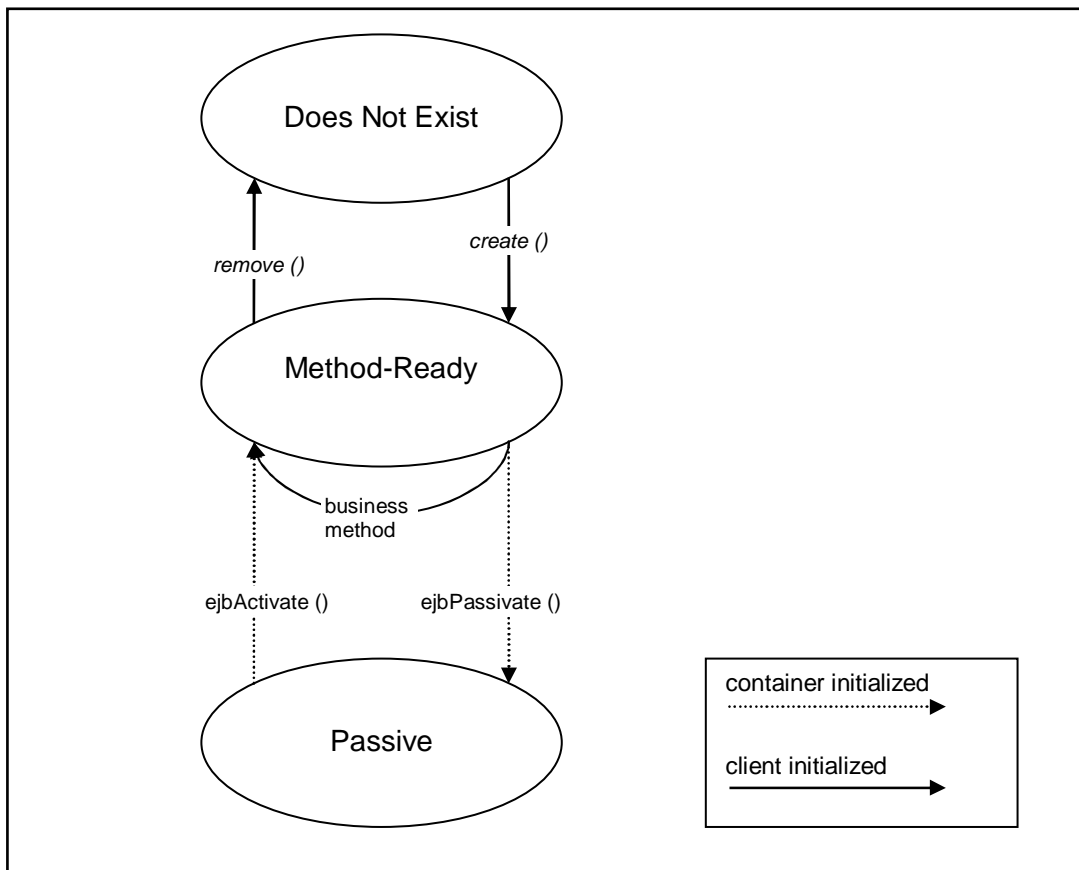 Does Not Exist
create ()
remove ()
Method-Ready
business
method
ejbActivate ()
ejbPassivate ()
Passive
container initialized
client initialized